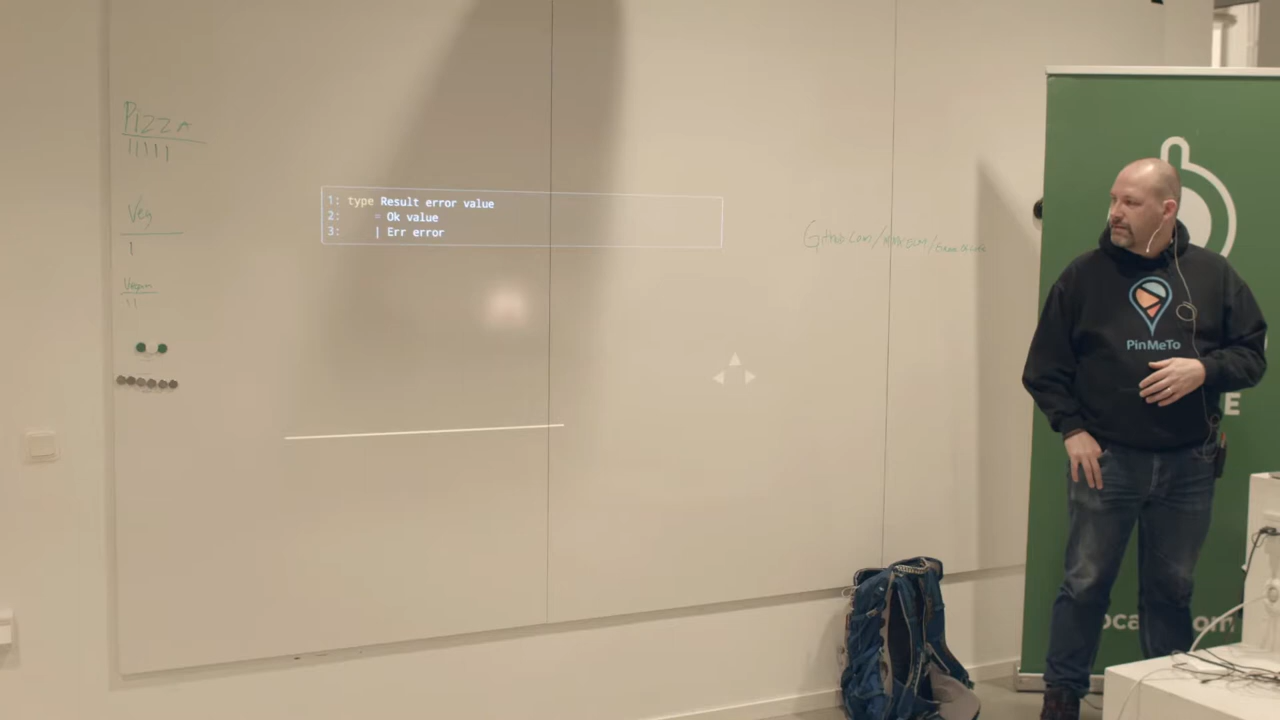 Pizza
Veg
Vegan
1: type Result error value
2:     = Ok value
3:     | Err error
PinMeTo